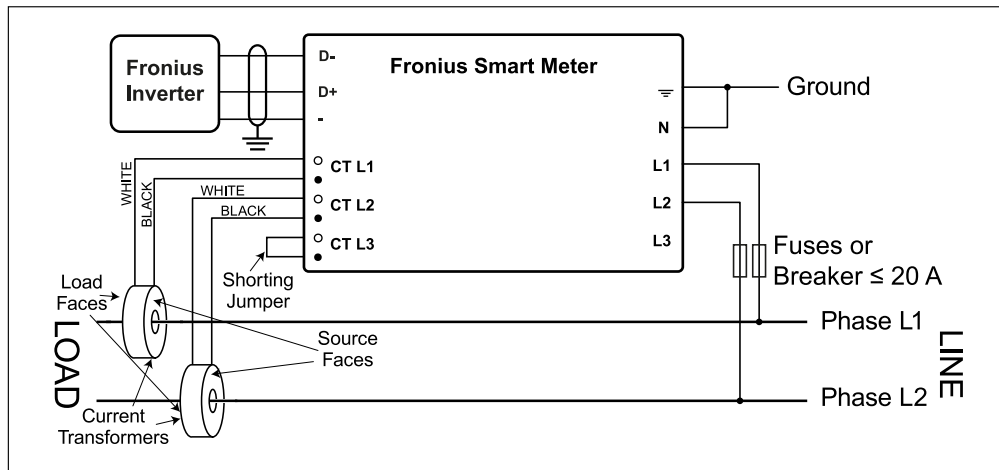 Fronius
Inverter
D-
D+
-
Fronius Smart Meter
N
L1
L2
L3
Ground
CT L1
CT L2
CT L3
WHITE
BLACK
WHITE
BLACK
Shorting
Jumper
Fuses or
Breaker ≤ 20 A
Load
Faces
LOAD
Source
Faces
Phase L1
Phase L2
LINE
Current
Transformers